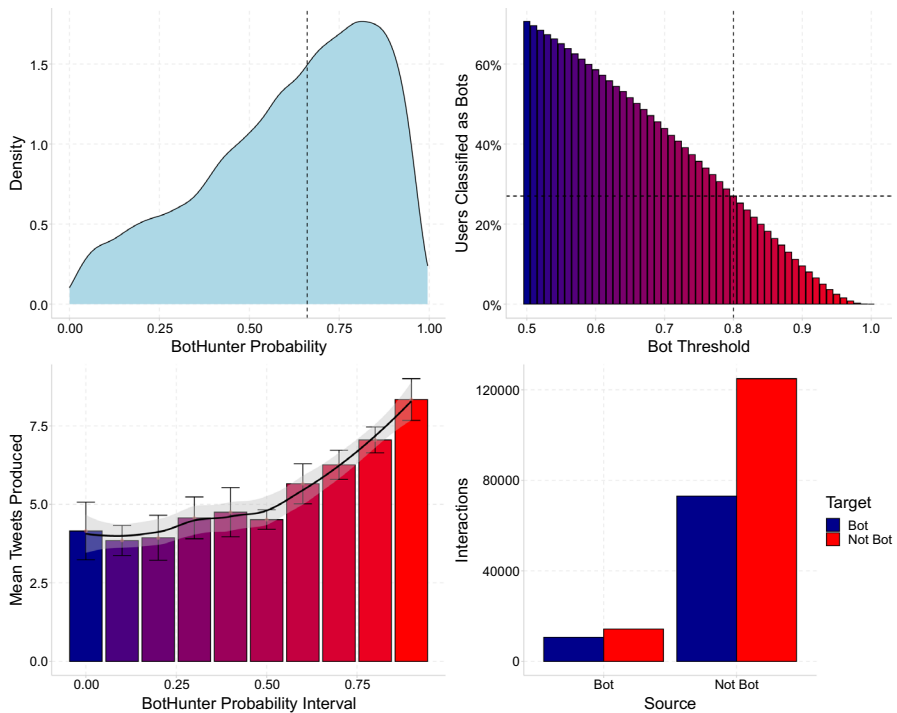 Density
1.5
1.0
0.5
0.0
0.00
0.25
0.50
0.75
1.00
BotHunter Probability
Users Classified as Bots
60%
40%
20%
0%
0.5
0.6
0.7
0.8
0.9
1.0
Bot Threshold
Mean Tweets Produced
7.5
5.0
2.5
0.0
0.00
0.25
0.50
0.75
BotHunter Probability Interval
Interactions
120000
80000
40000
0
Bot
Not Bot
Source
Target
Bot
Not Bot